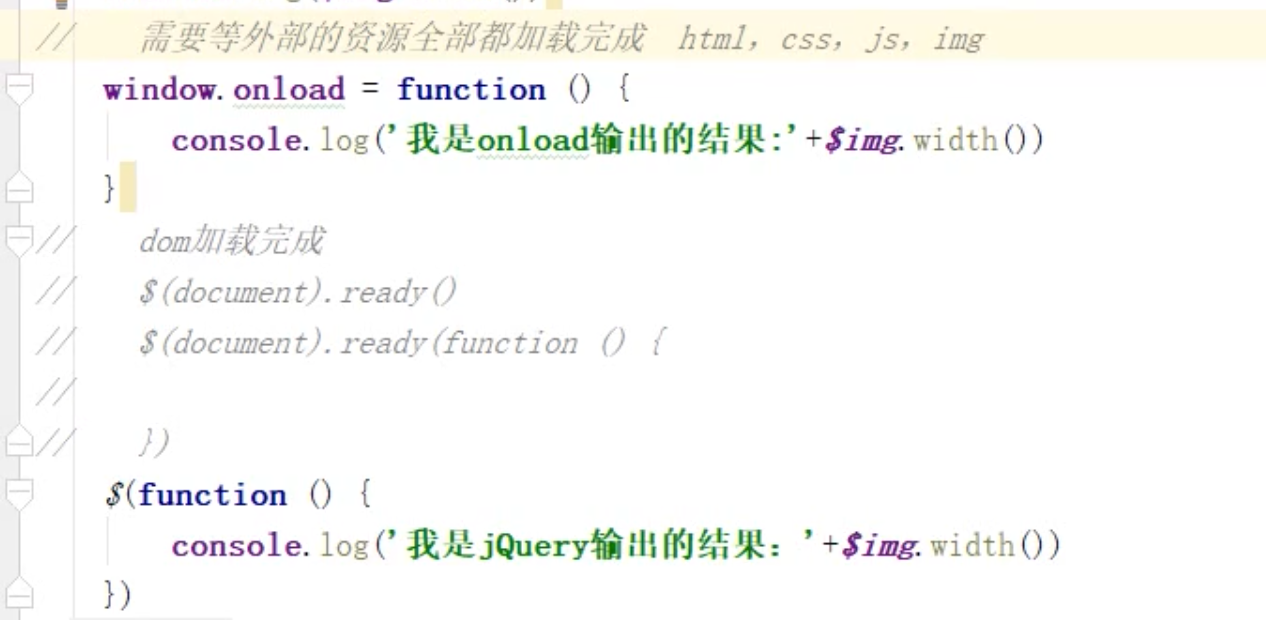 // 需要等外部的资源全部都加载完成 html, css, js, img
window.onload = function () {
console.log('我是onload输出的结果:'+$img.width())
}
// dom加载完成
// $(document).ready()
// $(document).ready(function () {
//
// })
$(function () {
console.log('我是jQuery输出的结果：'+$img.width())
})